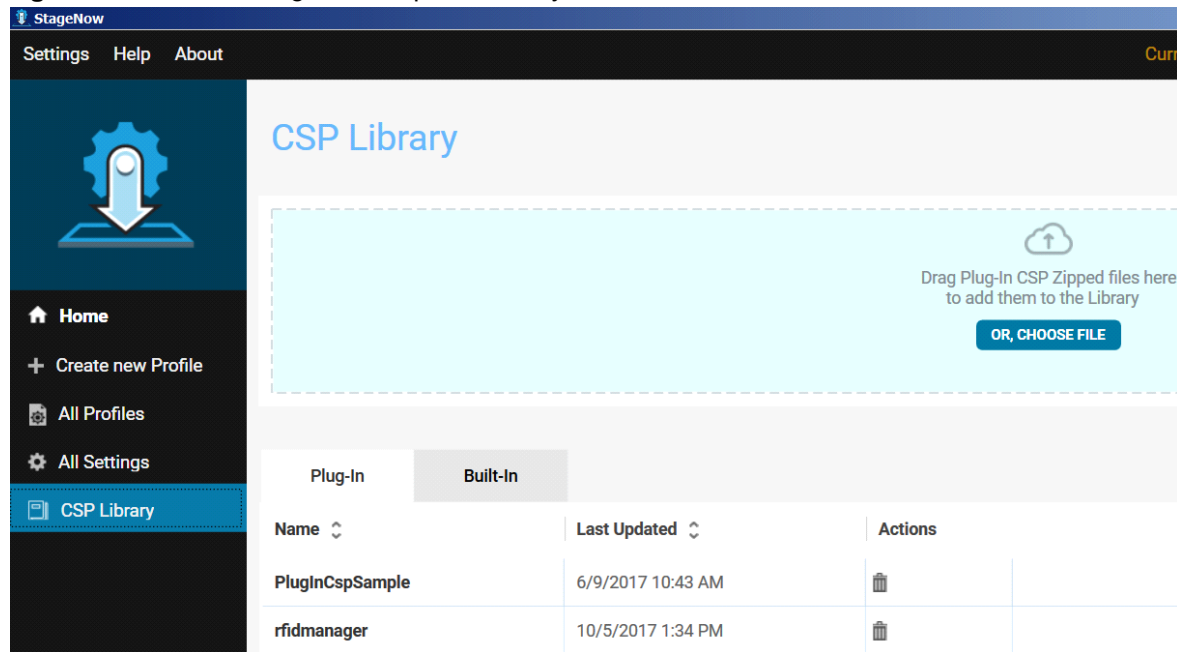 StageNow
Settings Help About
Curr
CSP Library
Drag Plug-In CSP Zipped files here
to add them to the Library
OR, CHOOSE FILE
Home
Create new Profile
All Profiles
All Settings
CSP Library
Plug-In Built-In
Name Last Updated Actions
PlugInCspSample 6/9/2017 10:43 AM
rfidmanager 10/5/2017 1:34 PM